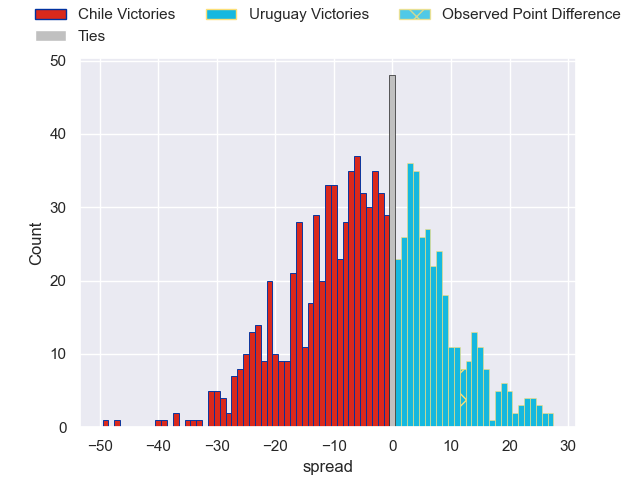 Chile Victories
Uruguay Victories
Observed Point Difference
Ties
50
40
30
20
10
0
Count
−50
−40
−30
−20
−10
0
10
20
30
spread